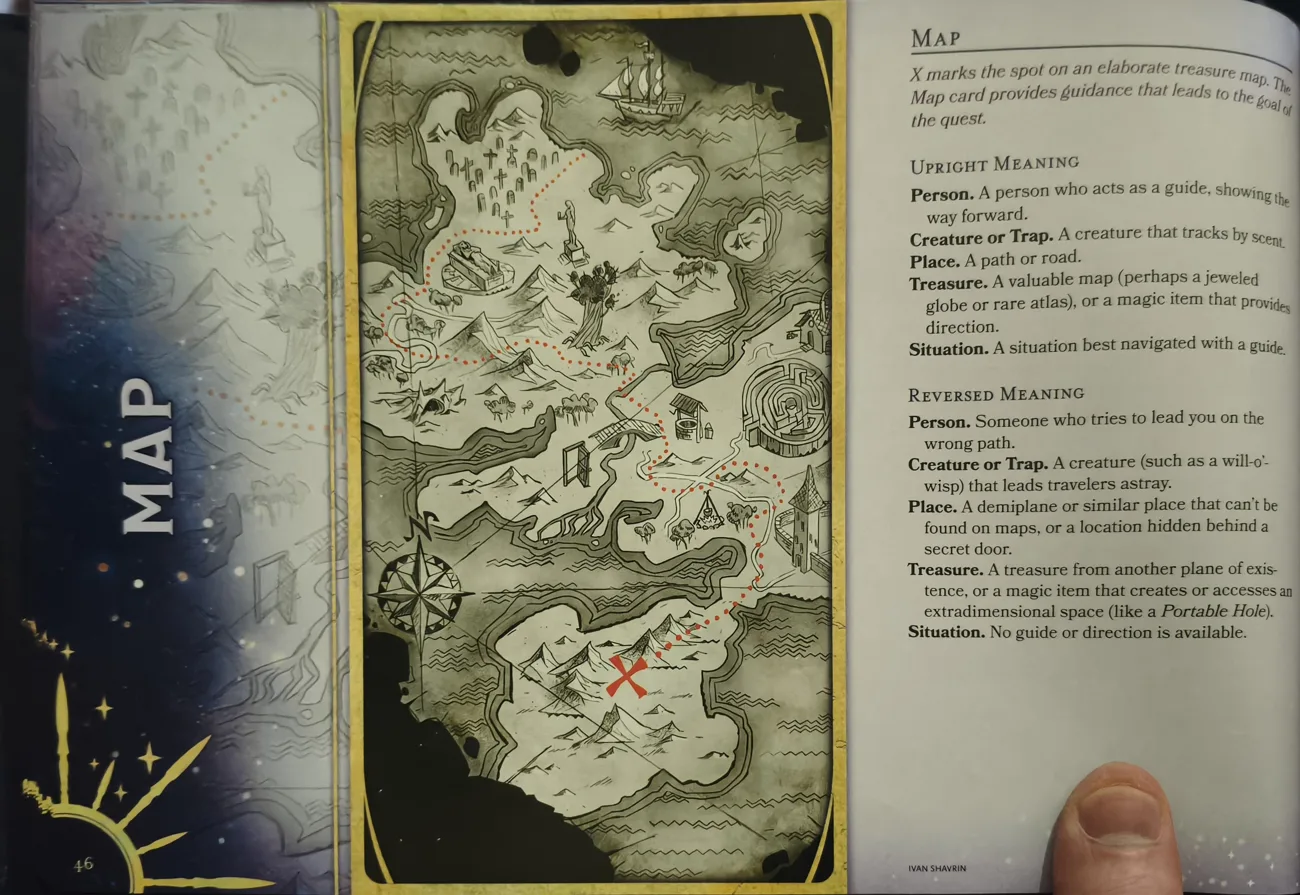 MAP
46
N
MAP
X marks the spot on an elaborate treasure map. The
Map card provides guidance that leads to the goal of
the quest.
UPRIGHT MEANING
Person. A person who acts as a guide, showing the
way forward.
Creature or Trap. A creature that tracks by scent.
Place. A path or road.
Treasure. A valuable map (perhaps a jeweled
globe or rare atlas), or a magic item that provides
direction.
Situation. A situation best navigated with a guide.
REVERSED MEANING
Person. Someone who tries to lead you on the
wrong path.
Creature or Trap. A creature (such as a will-o'-
wisp) that leads travelers astray.
Place. A demiplane or similar place that can't be
found on maps, or a location hidden behind a
secret door.
Treasure. A treasure from another plane of exis-
tence, or a magic item that creates or accesses an
extradimensional space (like a Portable Hole).
Situation. No guide or direction is available.
IVAN SHAVRIN